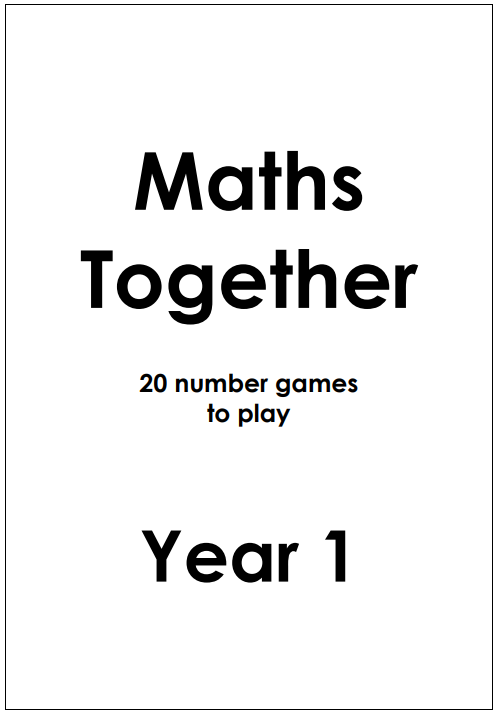 Maths
Together
20 number games
to play
Year 1